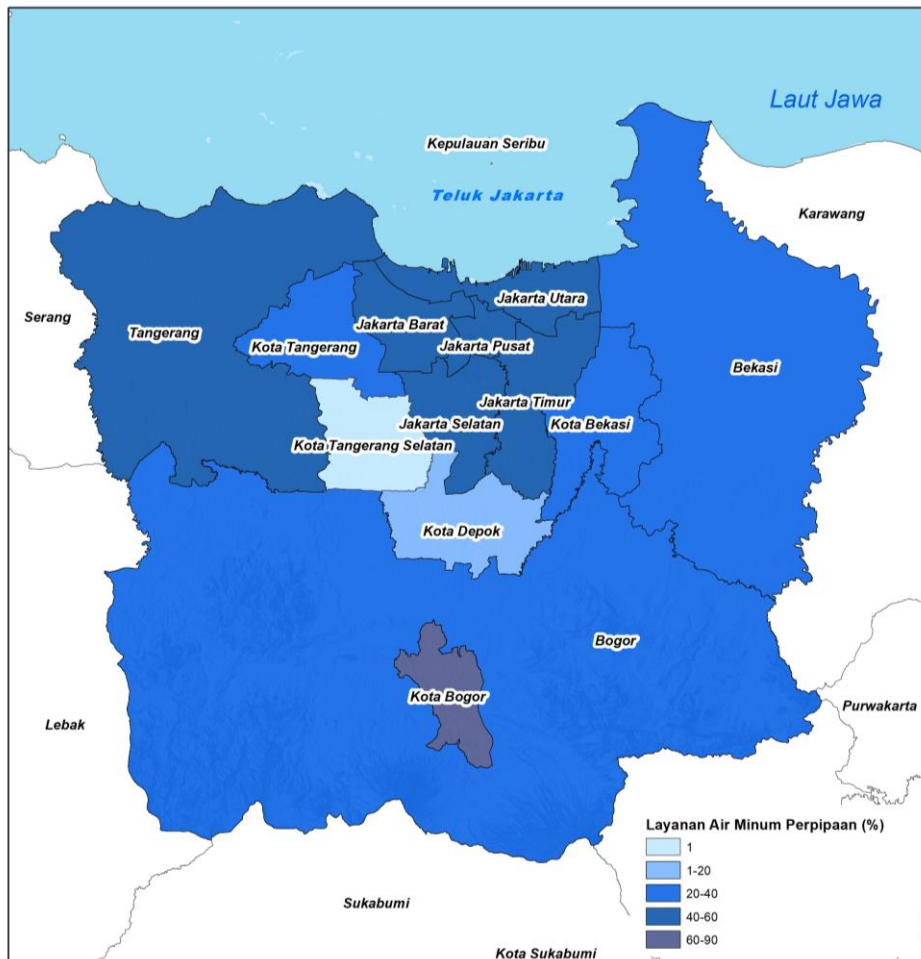 Laut Jawa
Kepulauan Seribu
Teluk Jakarta
Karawang
Jakarta Utara
Serang
Jakarta Barat
Tangerang
Kota Tangerang
Jakarta Pusat
Bekasi
Jakarta Timur
Jakarta Selatan
Kota Bekasi
Kota Tangerang Selatan
Kota Depok
Bogor
Kota Bogor
Purwakarta
Lebak
Layanan Air Minum Perpipaan (%)
1
1-20
20-40
40-60
60-90
Sukabumi
Kota Sukabumi